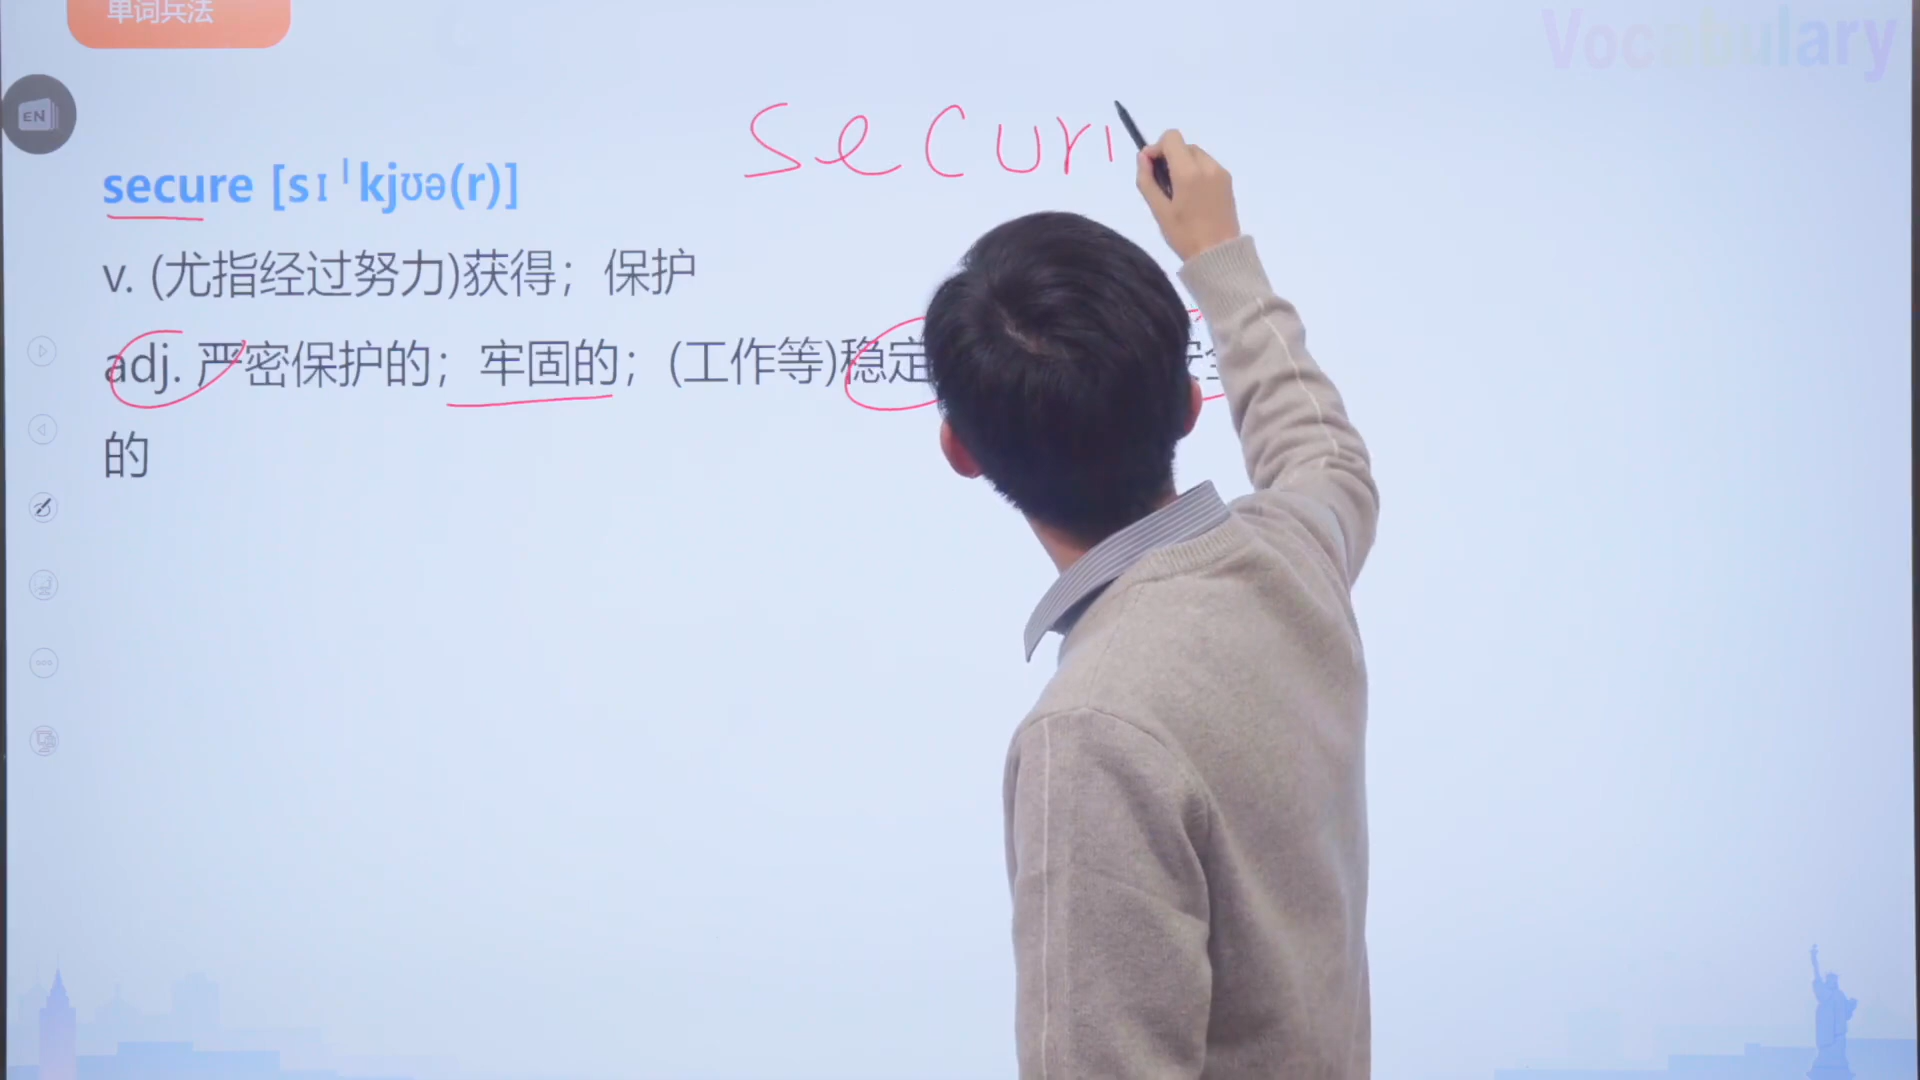 单词兵法
Vocabulary
EN
securi
secure [sɪˈkjʊə(r)]
v. (尤指经过努力)获得；保护
adj. 严密保护的；牢固的；(工作等)稳定
的